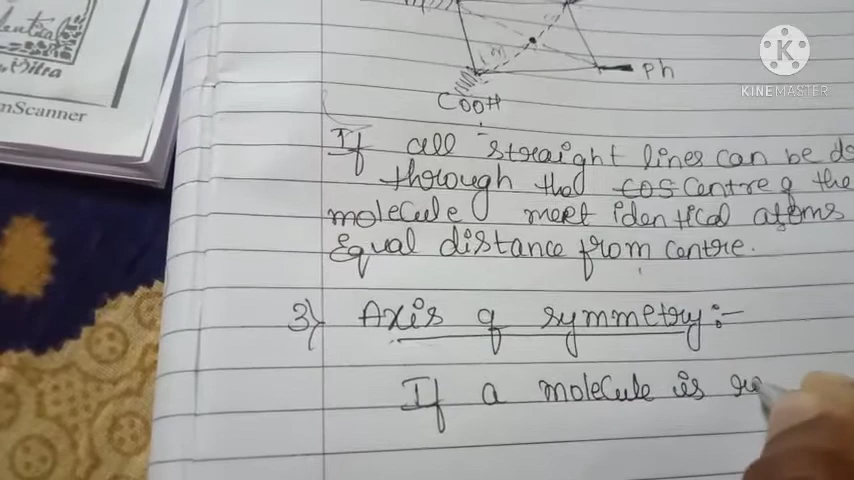 K
KINEMASTER
mScanner
Ph
COOH
If all straight lines can be
through the cos centre of the
molecule meet identical atoms
Equal distance from centre.
3) Axis of symmetry :-
If a molecule is